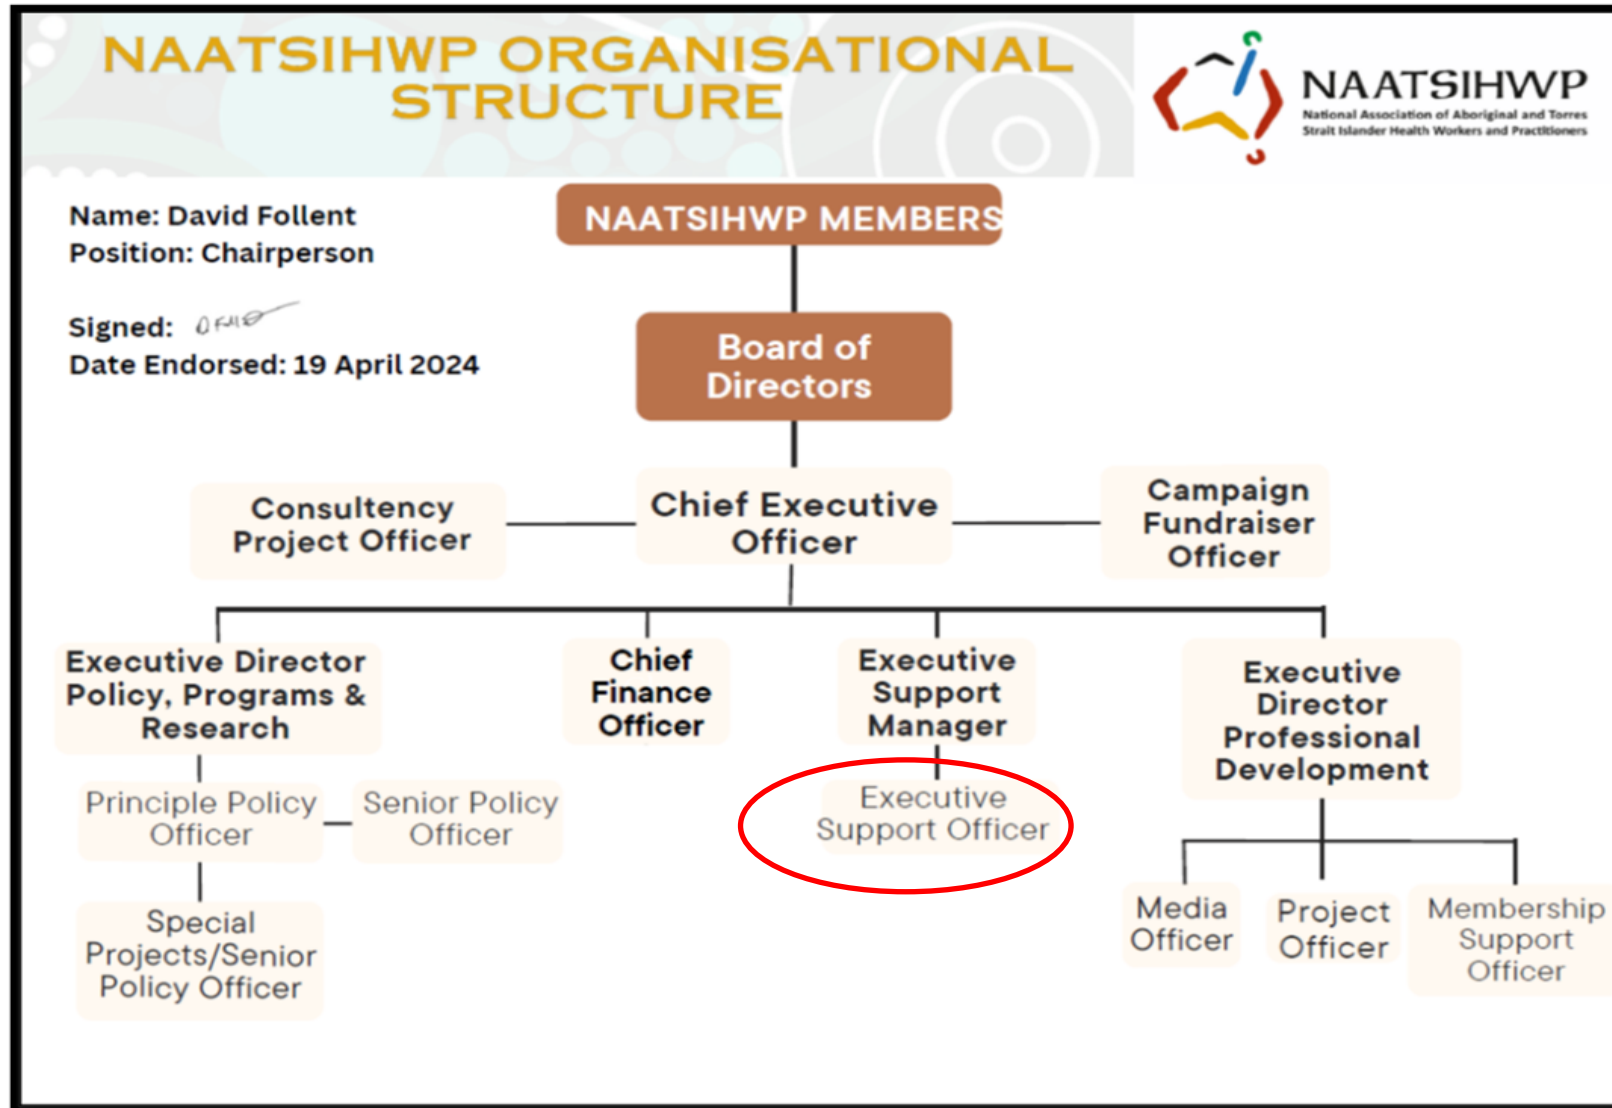 NAATSIHWP ORGANISATIONAL
STRUCTURE
NAATSIHWP
National Association of Aboriginal and Torres
Strait Islander Health Workers and Practitioners
Name: David Follent
Position: Chairperson
Signed:
Date Endorsed: 19 April 2024
NAATSIHWP MEMBERS
Board of
Directors
Consultency
Project Officer
Chief Executive
Officer
Campaign
Fundraiser
Officer
Executive Director
Policy, Programs &
Research
Chief
Finance
Officer
Executive
Support
Manager
Executive
Director
Professional
Development
Principle Policy
Officer
Senior Policy
Officer
Executive
Support Officer
Special
Projects/Senior
Policy Officer
Media
Officer
Project
Officer
Membership
Support
Officer